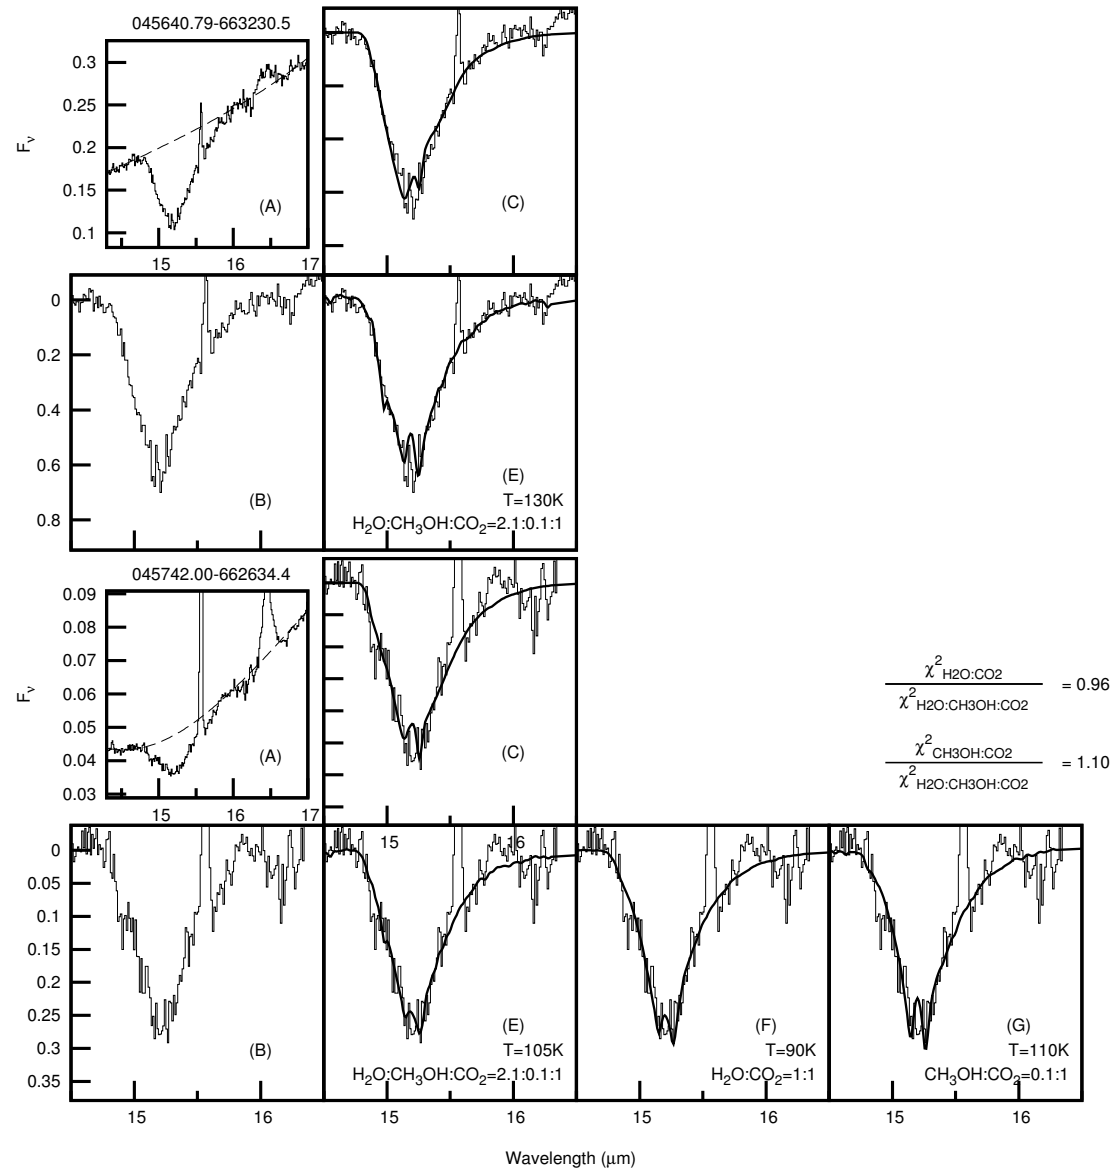 045640.79-663230.5
Fν
0.3
0.25
0.2
0.15
0.1
(A)
15 16 17
(C)
0
0.2
0.4
0.6
0.8
(B)
(E)
T=130K
H2O:CH3OH:CO2=2.1:0.1:1
045742.00-662634.4
Fν
0.09
0.08
0.07
0.06
0.05
0.04
0.03
(A)
15 16 17
(C)
15 16
χ2H2O:CO2
χ2H2O:CH3OH:CO2
= 0.96
χ2CH3OH:CO2
χ2H2O:CH3OH:CO2
= 1.10
0
0.05
0.1
0.15
0.2
0.25
0.3
0.35
(B)
(E)
T=105K
H2O:CH3OH:CO2=2.1:0.1:1
(F)
T=90K
H2O:CO2=1:1
(G)
T=110K
CH3OH:CO2=0.1:1
15 16 15 16 15 16 15 16
Wavelength (μm)